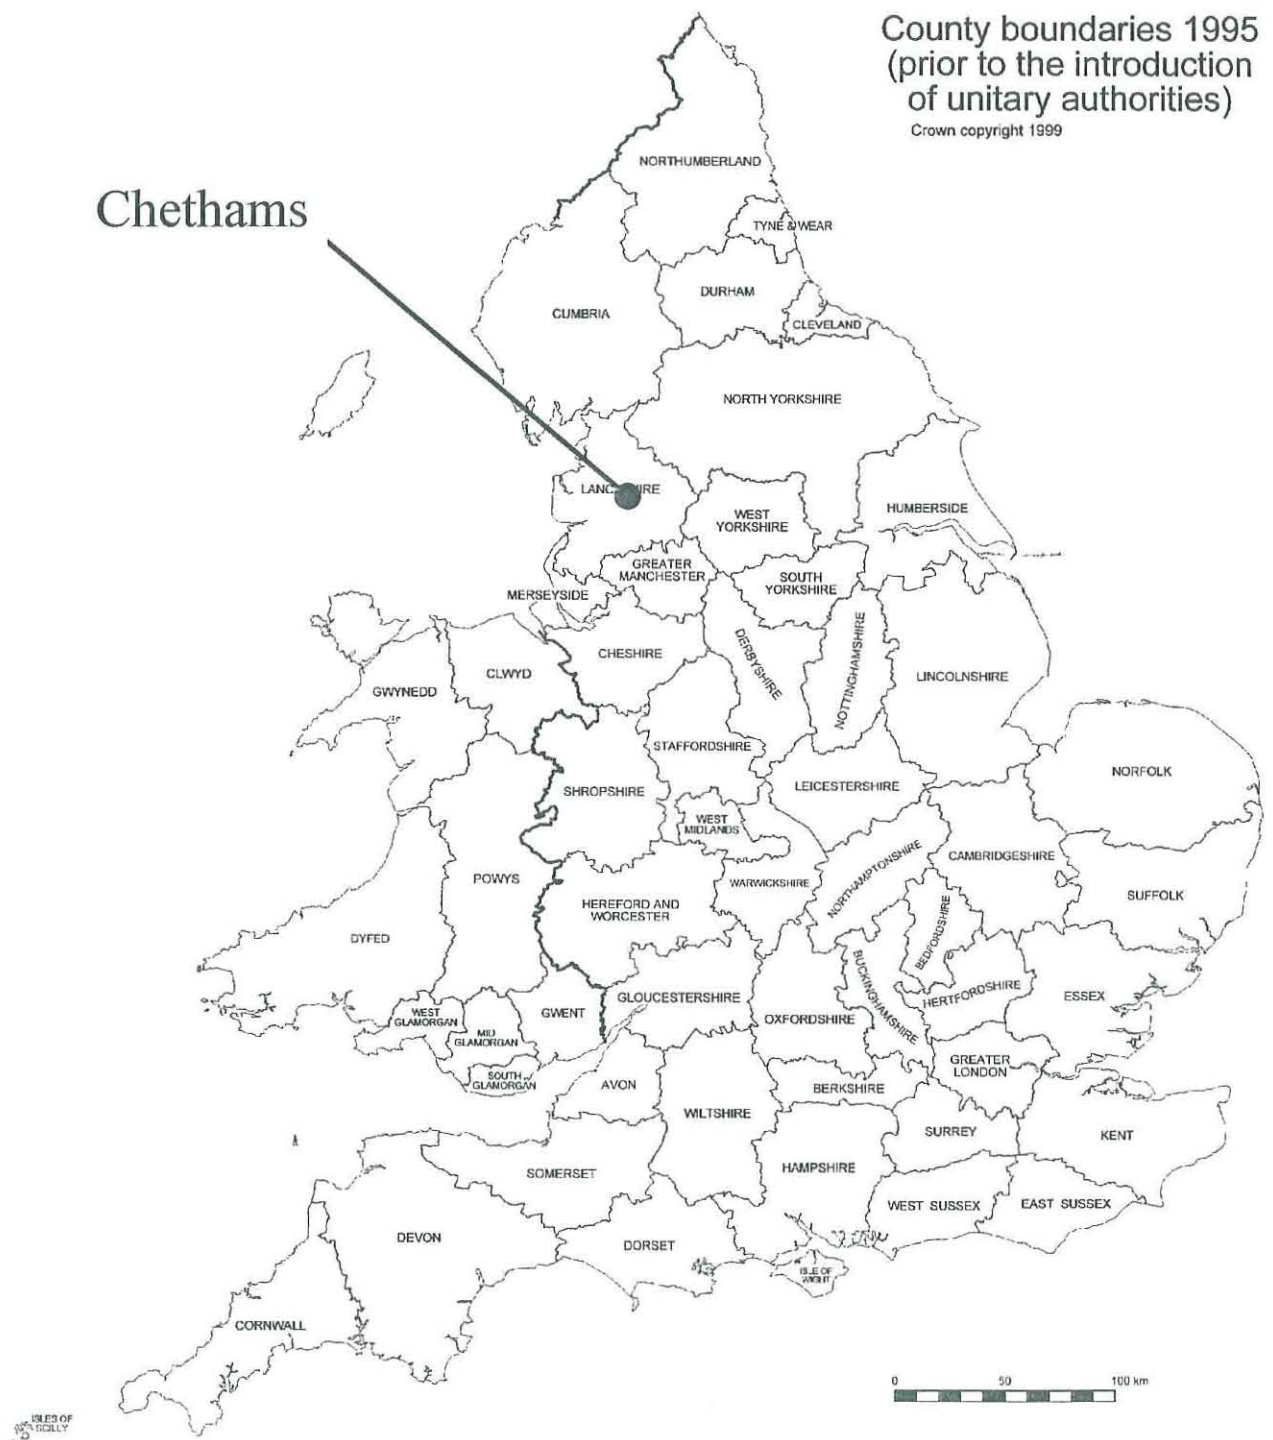 County boundaries 1995
(prior to the introduction
of unitary authorities)
Crown copyright 1999
Chethams
NORTHUMBERLAND
TYNE & WEAR
DURHAM
CUMBRIA
CLEVELAND
NORTH YORKSHIRE
LANC
IRE
WEST
YORKSHIRE
HUMBERSIDE
GREATER
MANCHESTER
SOUTH
YORKSHIRE
MERSEYSIDE
CHESHIRE
DERBYSHIRE
NOTTINGHAMSHIRE
LINCOLNSHIRE
CLWYD
GWYNEDD
STAFFORDSHIRE
SHROPSHIRE
LEICESTERSHIRE
NORFOLK
WEST
MIDLANDS
POWYS
WARWICKSHIRE
NORTHAMPTONSHIRE
CAMBRIDGESHIRE
SUFFOLK
HEREFORD AND
WORCESTER
BEDFORDSHIRE
DYFED
BUCKINGHAMSHIRE
HERTFORDSHIRE
ESSEX
GLOUCESTERSHIRE
OXFORDSHIRE
WEST
GLAMORGAN
GWENT
MID
GLAMORGAN
SOUTH
GLAMORGAN
GREATER
LONDON
AVON
BERKSHIRE
WILTSHIRE
SURREY
KENT
SOMERSET
HAMPSHIRE
WEST SUSSEX
EAST SUSSEX
DEVON
DORSET
ISLE OF
WIGHT
CORNWALL
0 50 100 km
ISLES OF
SCILLY